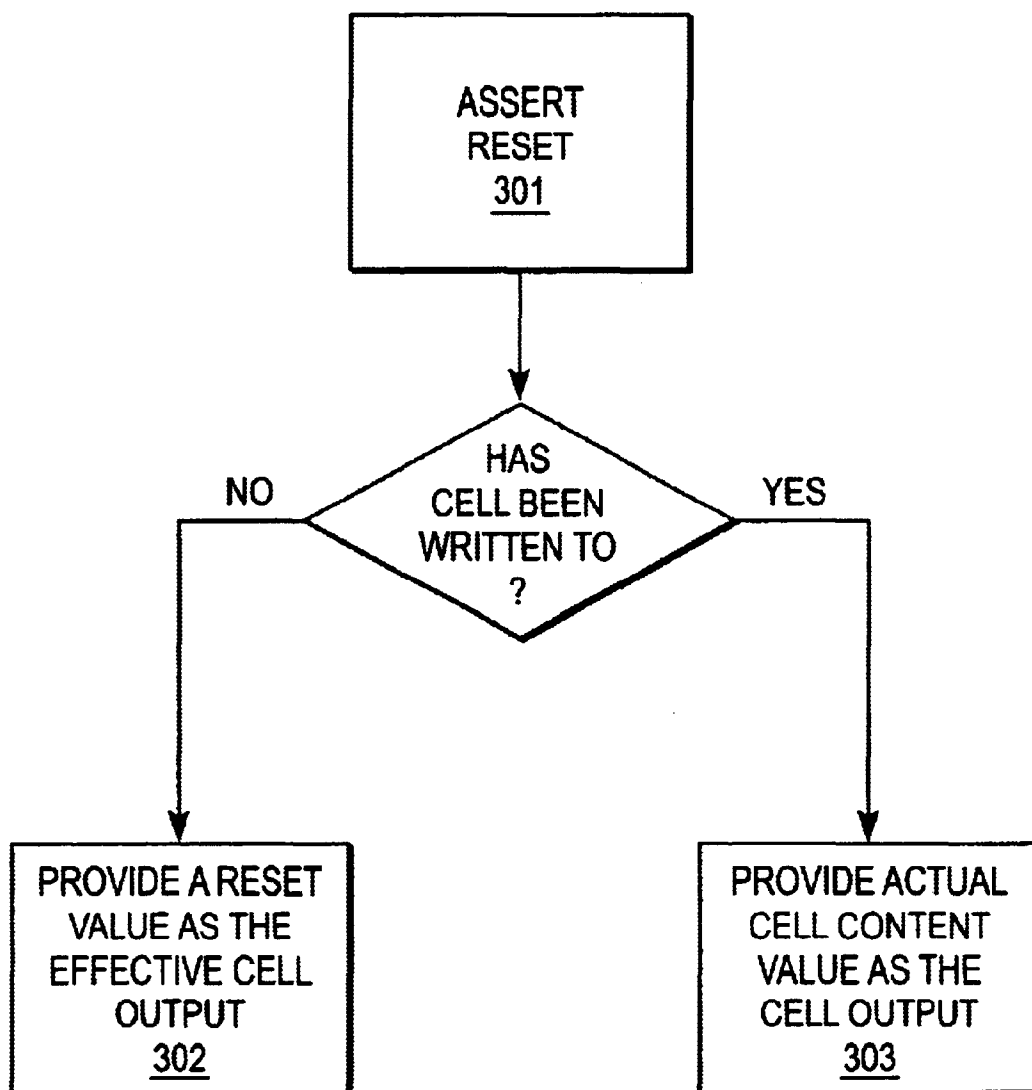 ASSERT
RESET
301
HAS
CELL BEEN
WRITTEN TO
?
NO
YES
PROVIDE A RESET
VALUE AS THE
EFFECTIVE CELL
OUTPUT
302
PROVIDE ACTUAL
CELL CONTENT
VALUE AS THE
CELL OUTPUT
303